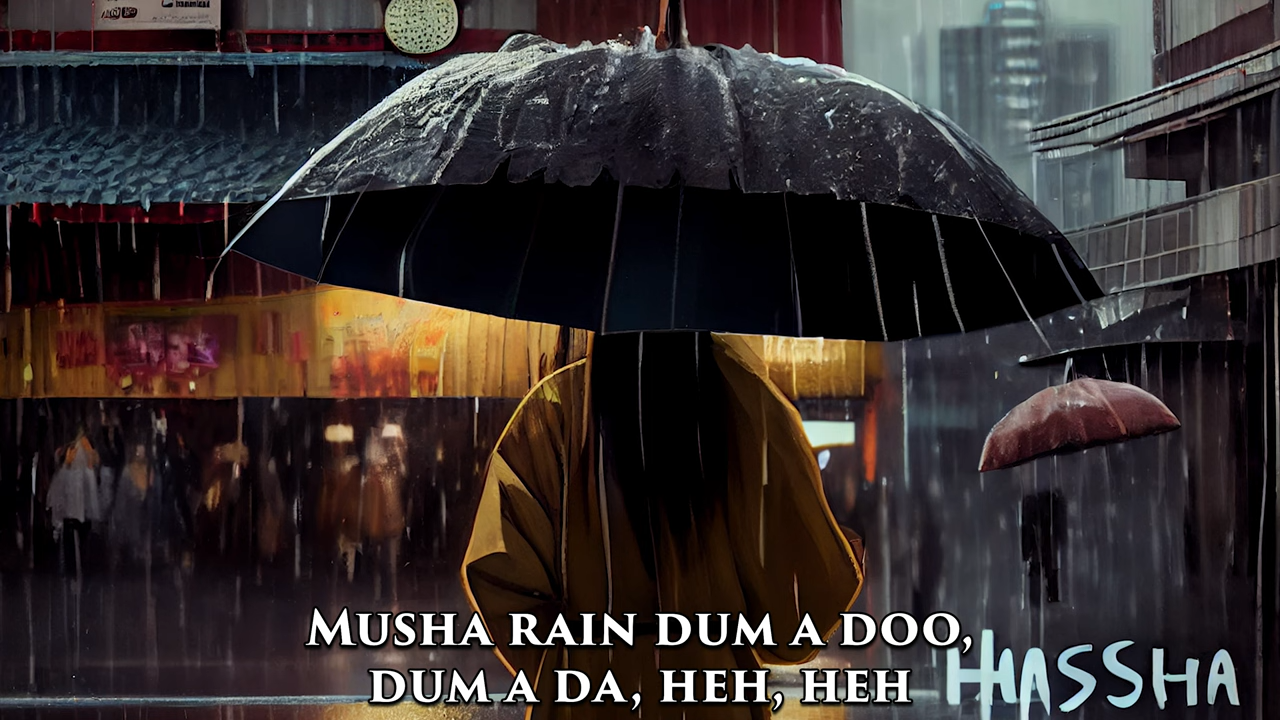 Musha rain dum a doo,
dum a da, heh, heh
HASSHA